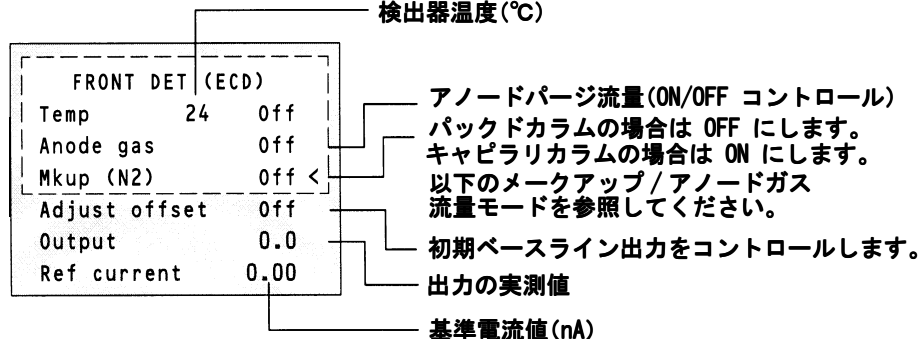 検出器温度(℃)
FRONT DET (ECD)
Temp 24 Off
Anode gas Off
Mkup (N2) Off <
Adjust offset Off
Output 0.0
Ref current 0.00
アノードパージ流量(ON/OFF コントロール)
パックドカラムの場合は OFF にします。
キャピラリカラムの場合は ON にします。
以下のメークアップ / アノードガス
流量モードを参照してください。
初期ベースライン出力をコントロールします。
出力の実測値
基準電流値(nA)